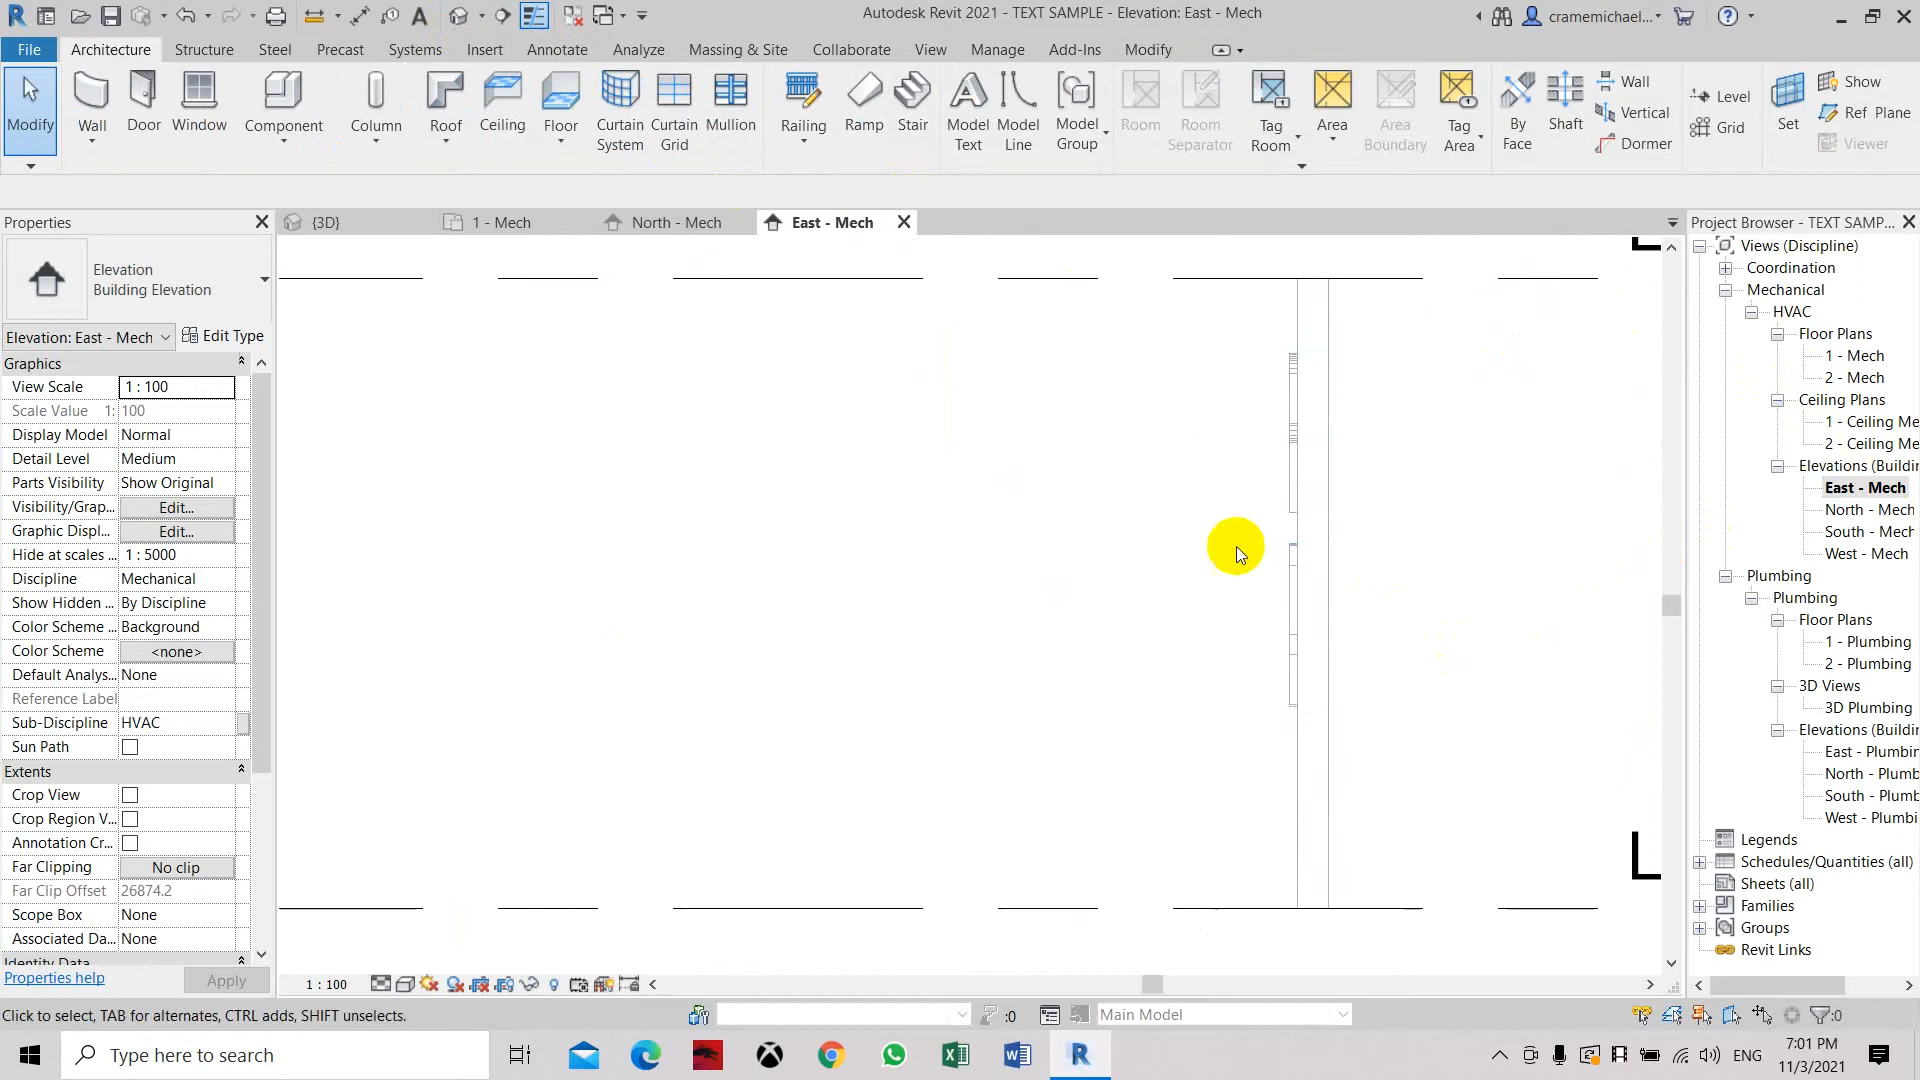 Autodesk Revit 2021 - TEXT SAMPLE - Elevation: East - Mech
cramemichael...
File Architecture Structure Steel Precast Systems Insert Annotate Analyze Massing & Site Collaborate View Manage Add-Ins Modify
Modify Wall Door Window Component Column Roof Ceiling Floor Curtain System Curtain Grid Mullion Railing Ramp Stair Model Text Model Line Model Group Room Room Separator Tag Room Area Area Boundary Tag Area By Face Shaft Wall Vertical Dormer Level Grid Set Show Ref Plane Viewer
Properties
{3D} 1 - Mech North - Mech East - Mech
Project Browser - TEXT SAMP...
Elevation
Building Elevation
Elevation: East - Mech Edit Type
Graphics
View Scale 1 : 100
Scale Value 1: 100
Display Model Normal
Detail Level Medium
Parts Visibility Show Original
Visibility/Grap... Edit...
Graphic Displ... Edit...
Hide at scales ... 1 : 5000
Discipline Mechanical
Show Hidden ... By Discipline
Color Scheme ... Background
Color Scheme <none>
Default Analys... None
Reference Label
Sub-Discipline HVAC
Sun Path
Extents
Crop View
Crop Region V...
Annotation Cr...
Far Clipping No clip
Far Clip Offset 26874.2
Scope Box None
Associated Da... None
Identity Data
Properties help Apply
Views (Discipline)
Coordination
Mechanical
HVAC
Floor Plans
1 - Mech
2 - Mech
Ceiling Plans
1 - Ceiling Me
2 - Ceiling Me
Elevations (Buildin
East - Mech
North - Mech
South - Mech
West - Mech
Plumbing
Plumbing
Floor Plans
1 - Plumbing
2 - Plumbing
3D Views
3D Plumbing
Elevations (Buildin
East - Plumbin
North - Plumb
South - Plumb
West - Plumbi
Legends
Schedules/Quantities (all)
Sheets (all)
Families
Groups
Revit Links
1 : 100
Click to select, TAB for alternates, CTRL adds, SHIFT unselects.
:0
Main Model
:0
Type here to search
ENG
7:01 PM
11/3/2021